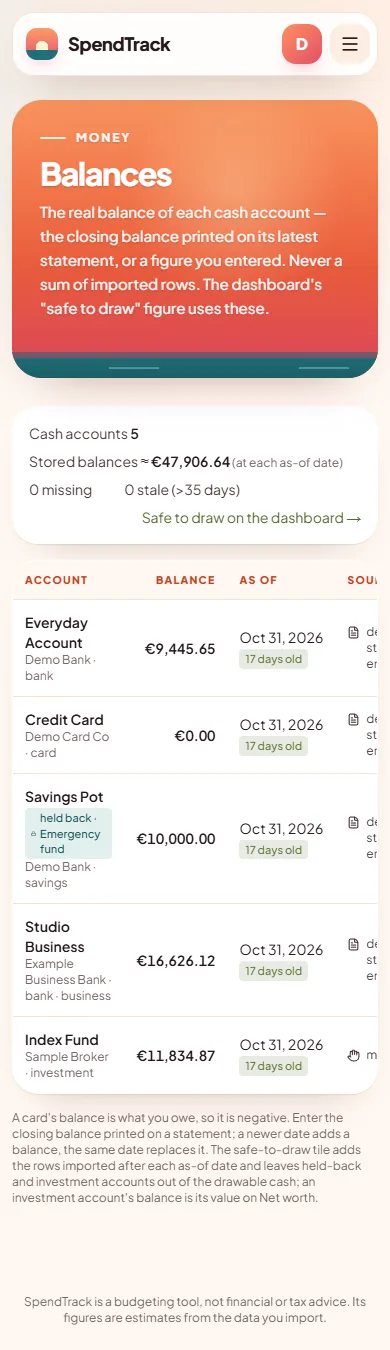 SpendTrack
D
MONEY
Balances
The real balance of each cash account —
the closing balance printed on its latest
statement, or a figure you entered. Never a
sum of imported rows. The dashboard's
"safe to draw" figure uses these.
Cash accounts 5
Stored balances ≈ €47,906.64 (at each as-of date)
0 missing 0 stale (>35 days)
Safe to draw on the dashboard →
ACCOUNT BALANCE AS OF
Everyday
Account
Demo Bank ·
bank
€9,445.65
Oct 31, 2026
17 days old
Credit Card
Demo Card Co
· card
€0.00
Oct 31, 2026
17 days old
Savings Pot
held back ·
Emergency
fund
Demo Bank ·
savings
€10,000.00
Oct 31, 2026
17 days old
Studio
Business
Example
Business Bank ·
bank · business
€16,626.12
Oct 31, 2026
17 days old
Index Fund
Sample Broker
· investment
€11,834.87
Oct 31, 2026
17 days old
A card's balance is what you owe, so it is negative. Enter the
closing balance printed on a statement; a newer date adds a
balance, the same date replaces it. The safe-to-draw tile adds
the rows imported after each as-of date and leaves held-back
and investment accounts out of the drawable cash; an
investment account's balance is its value on Net worth.
SpendTrack is a budgeting tool, not financial or tax advice. Its
figures are estimates from the data you import.